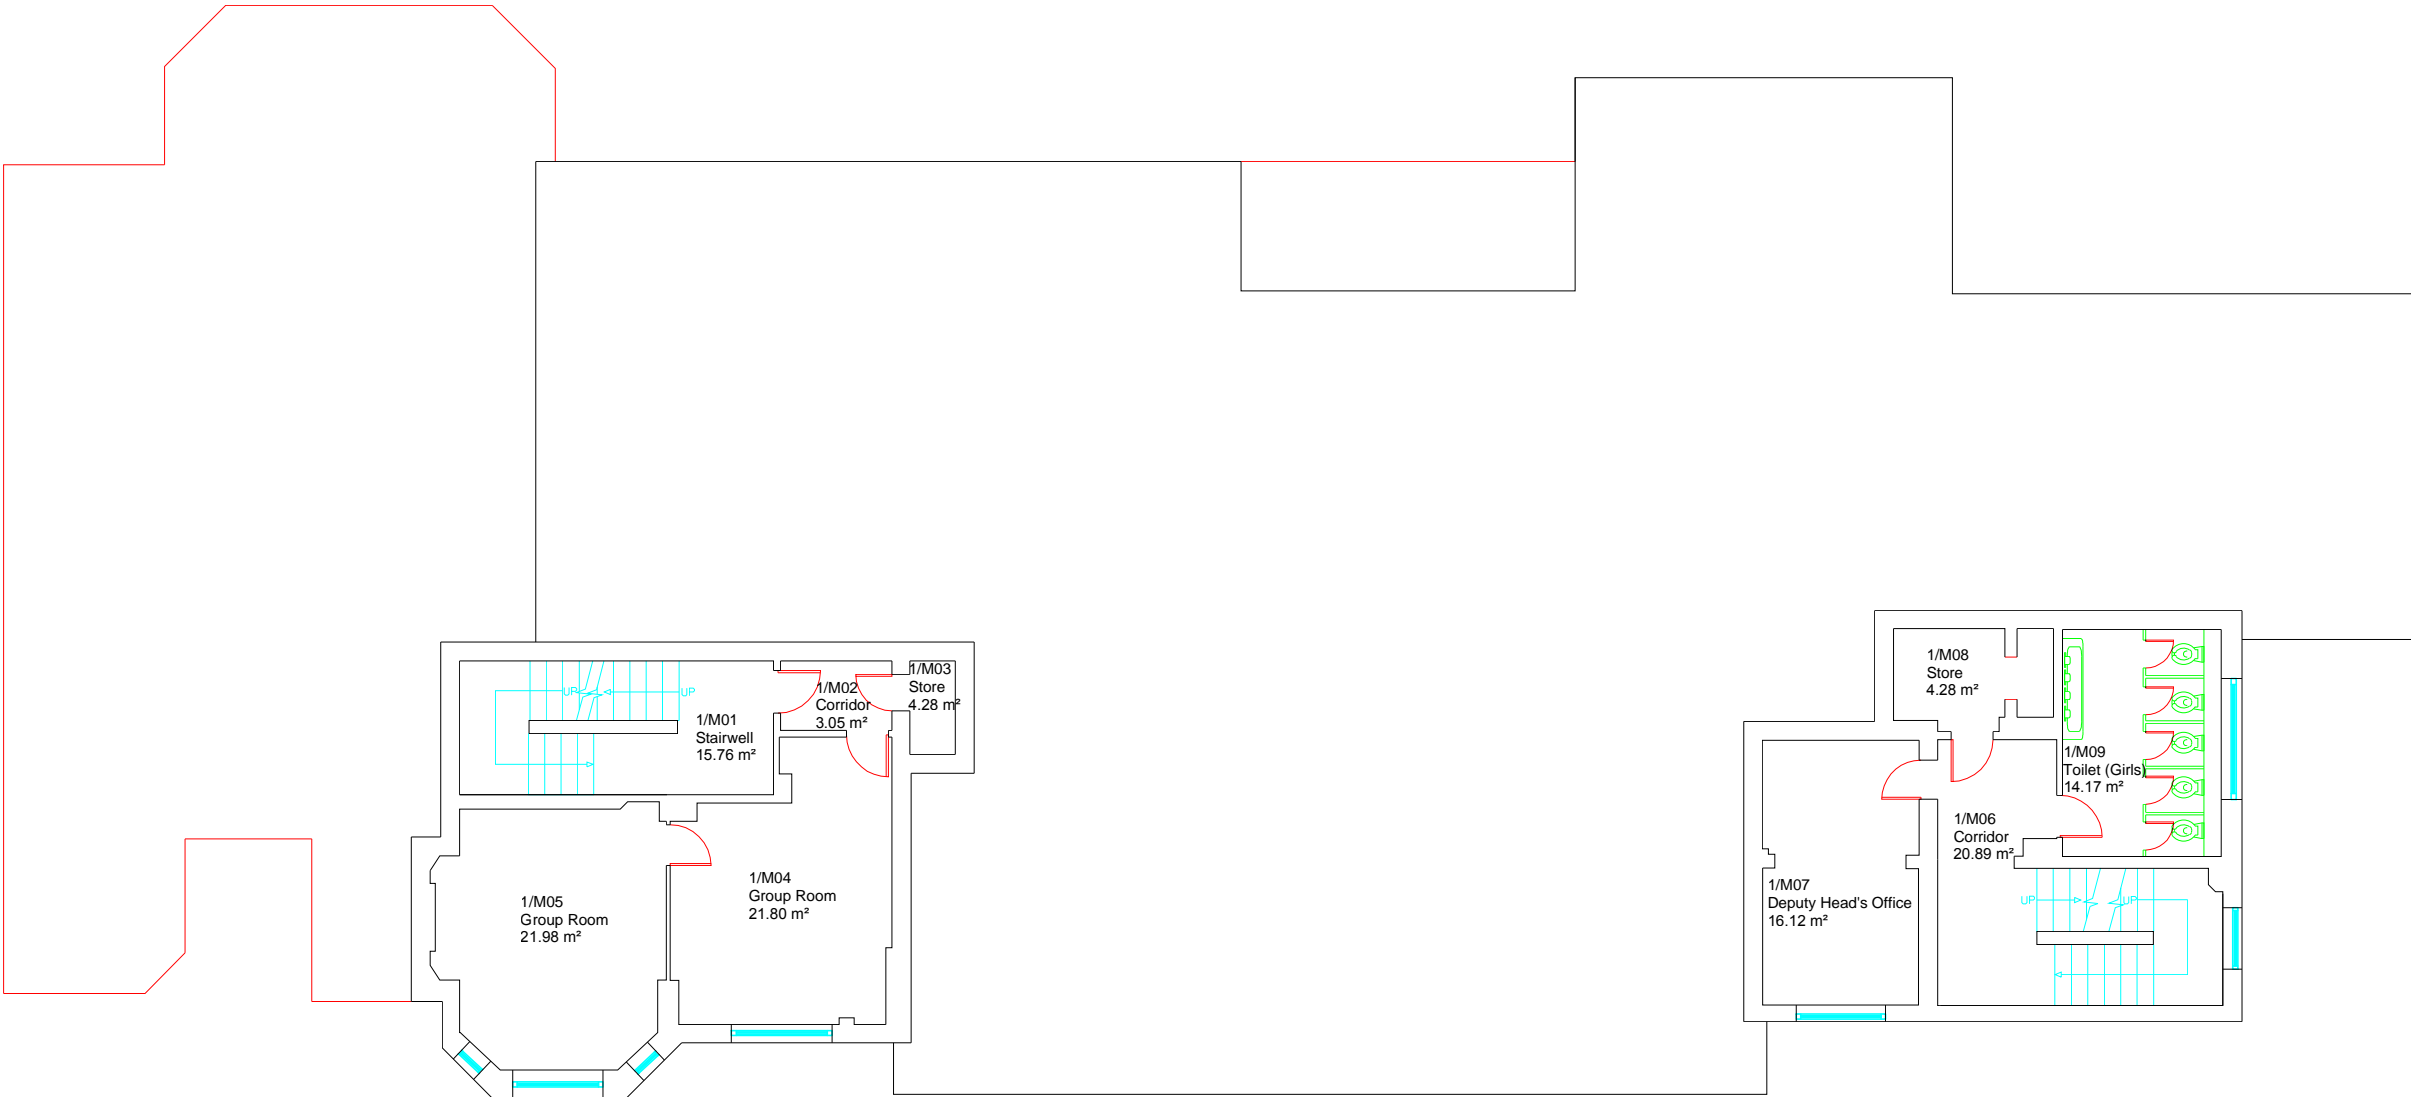 UP
UP
1/M01
Stairwell
15.76 m²
1/M02
Corridor
3.05 m²
1/M03
Store
4.28 m²
1/M04
Group Room
21.80 m²
1/M05
Group Room
21.98 m²
1/M08
Store
4.28 m²
1/M09
Toilet (Girls)
14.17 m²
1/M06
Corridor
20.89 m²
1/M07
Deputy Head's Office
16.12 m²
UP
UP